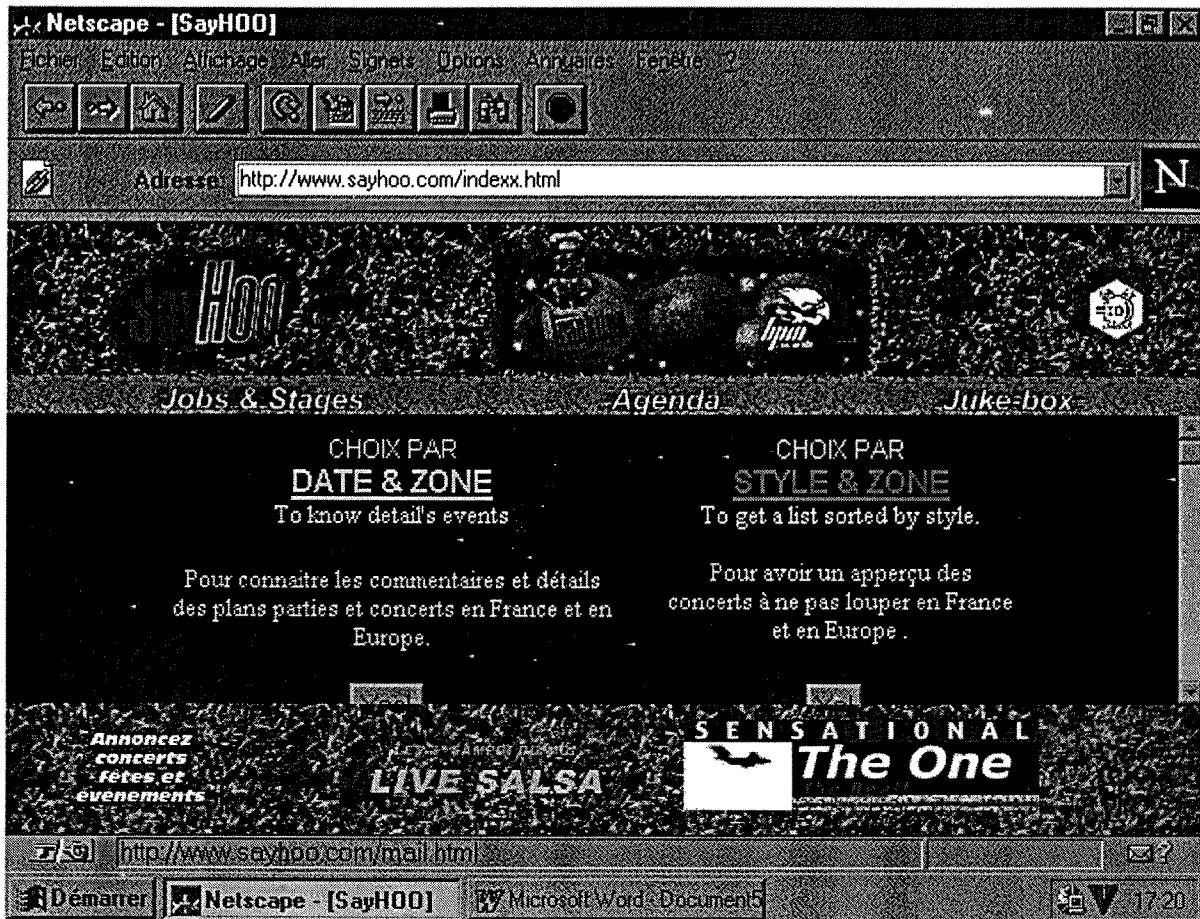 Netscape - [SayHOO]
Fichier Edition Affichage Aller Signets Options Annuaires Fenêtre ?
Adresse: http://www.sayhoo.com/indexx.html
N
Say Hoo
Jobs & Stages Agenda Juke-box
CHOIX PAR
DATE & ZONE
To know detail's events
Pour connaitre les commentaires et détails
des plans parties et concerts en France et en
Europe.
CHOIX PAR
STYLE & ZONE
To get a list sorted by style.
Pour avoir un apperçu des
concerts à ne pas louper en France
et en Europe .
Annoncez
concerts
Fêtes et
évenements
LIVE SALSA
SENSATIONAL
The One
http://www.sayhoo.com/mail.html
Démarrer Netscape - [SayHOO] Microsoft Word - Document5 17:20